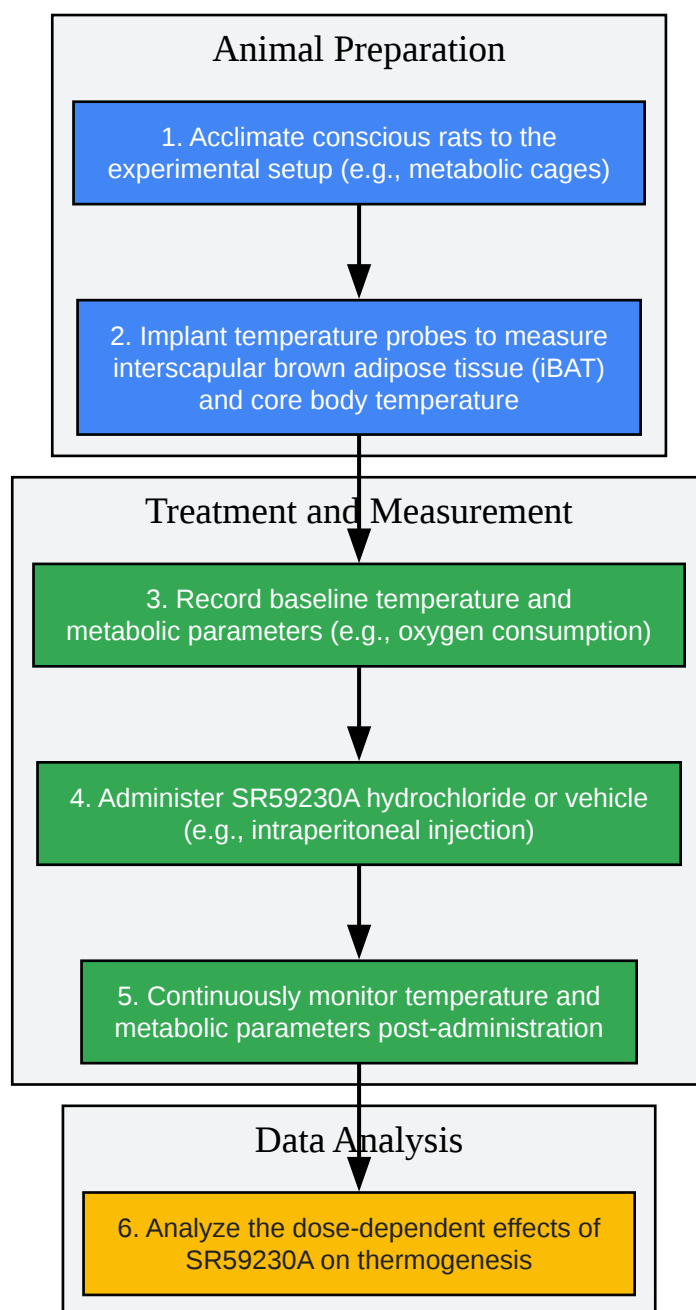 Animal Preparation
1. Acclimate conscious rats to the
experimental setup (e.g., metabolic cages)
2. Implant temperature probes to measure
interscapular brown adipose tissue (iBAT)
and core body temperature
Treatment and Measurement
3. Record baseline temperature and
metabolic parameters (e.g., oxygen consumption)
4. Administer SR59230A hydrochloride or vehicle
(e.g., intraperitoneal injection)
5. Continuously monitor temperature and
metabolic parameters post-administration
Data Analysis
6. Analyze the dose-dependent effects of
SR59230A on thermogenesis